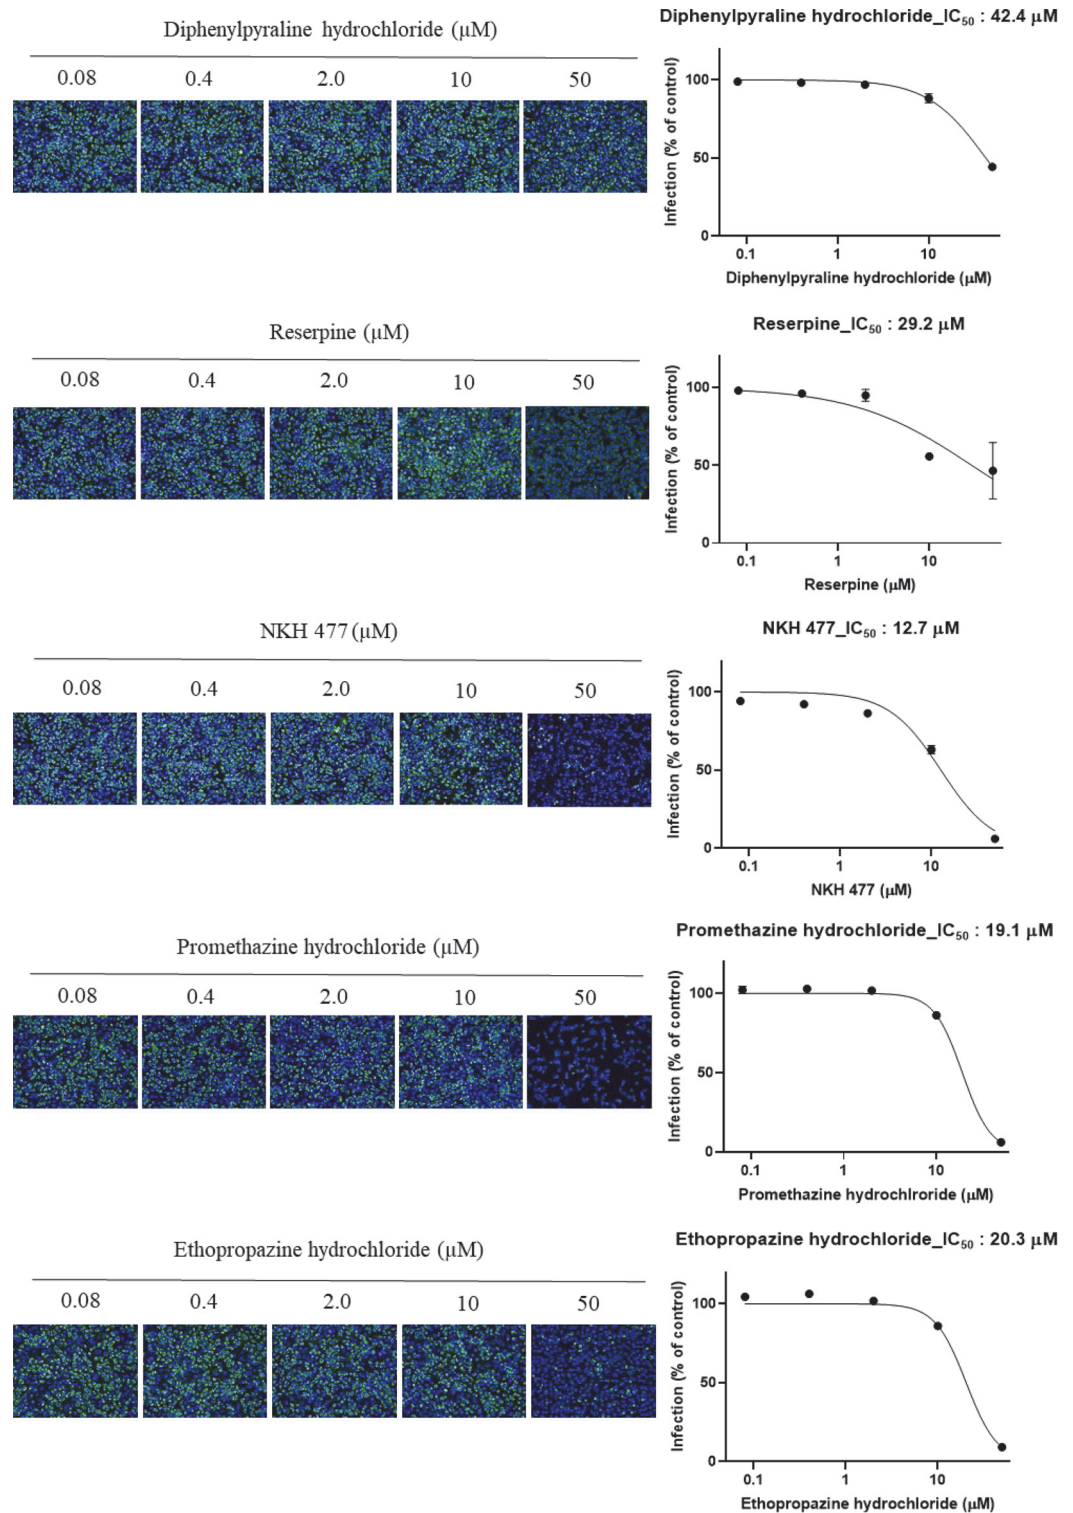 Diphenylpyraline hydrochloride (µM)
0.08 0.4 2.0 10 50
Diphenylpyraline hydrochloride_IC50 : 42.4 µM
Infection (% of control)
100
50
0
0.1 1 10
Diphenylpyraline hydrochloride (µM)
Reserpine (µM)
0.08 0.4 2.0 10 50
Reserpine_IC50 : 29.2 µM
Infection (% of control)
100
50
0
0.1 1 10
Reserpine (µM)
NKH 477 (µM)
0.08 0.4 2.0 10 50
NKH 477_IC50 : 12.7 µM
Infection (% of control)
100
50
0
0.1 1 10
NKH 477 (µM)
Promethazine hydrochloride (µM)
0.08 0.4 2.0 10 50
Promethazine hydrochloride_IC50 : 19.1 µM
Infection (% of control)
100
50
0
0.1 1 10
Promethazine hydrochlroride (µM)
Ethopropazine hydrochloride (µM)
0.08 0.4 2.0 10 50
Ethopropazine hydrochloride_IC50 : 20.3 µM
Infection (% of control)
100
50
0
0.1 1 10
Ethopropazine hydrochloride (µM)